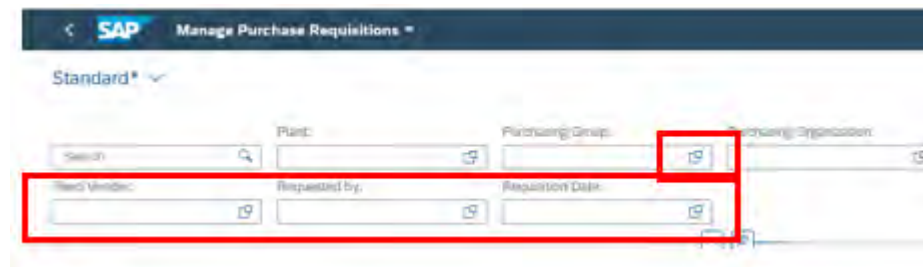 SAP Manage Purchase Requisitions
Standard*
Plant: Purchasing Group: Purchasing Organization:
Search
Fixed Vendor: Requested by: Requisition Date: